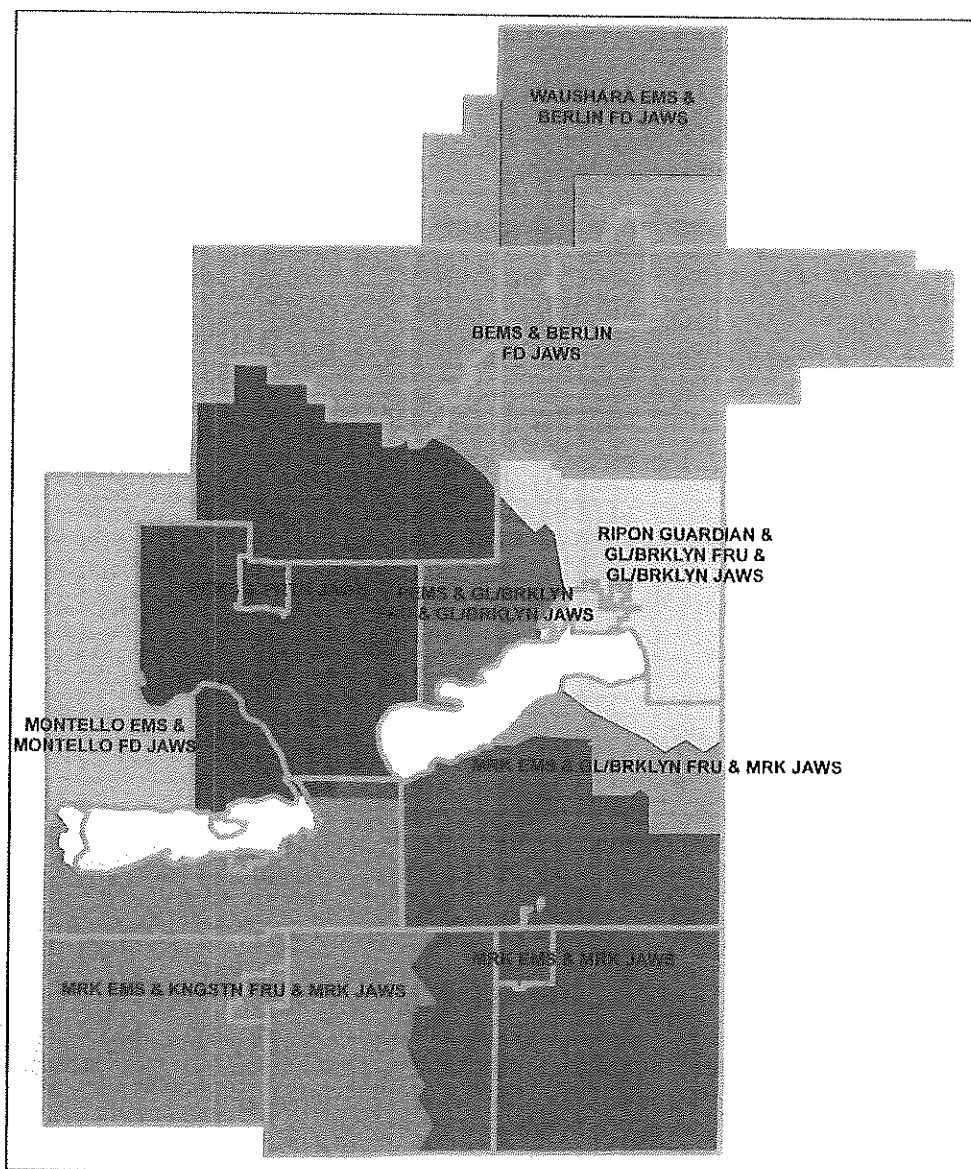 WAUSHARA EMS &
BERLIN FD JAWS
BEMS & BERLIN
FD JAWS
RIPON GUARDIAN &
GL/BRKLYN FRU &
GL/BRKLYN JAWS
& GL/BRKLYN
& GL/BRKLYN JAWS
MONTELLO EMS &
MONTELLO FD JAWS
MRK EMS & GL/BRKLYN FRU & MRK JAWS
MRK EMS & MRK JAWS
MRK EMS & KNGSTN FRU & MRK JAWS